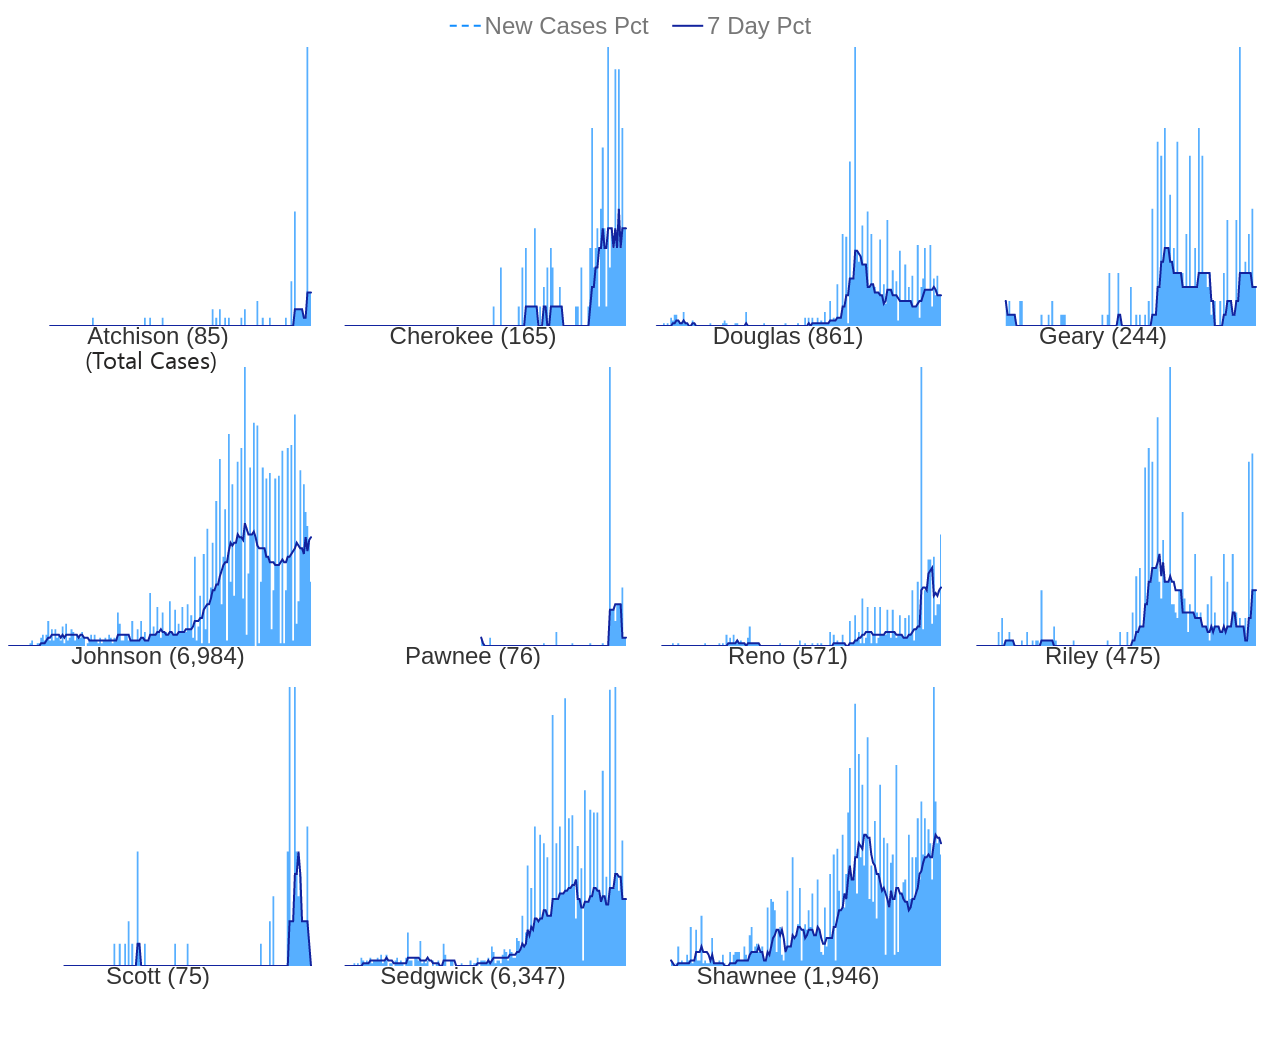 New Cases Pct 7 Day Pct
Atchison (85) Cherokee (165) Douglas (861) Geary (244)
(Total Cases)
Johnson (6,984) Pawnee (76) Reno (571) Riley (475)
Scott (75) Sedgwick (6,347) Shawnee (1,946)